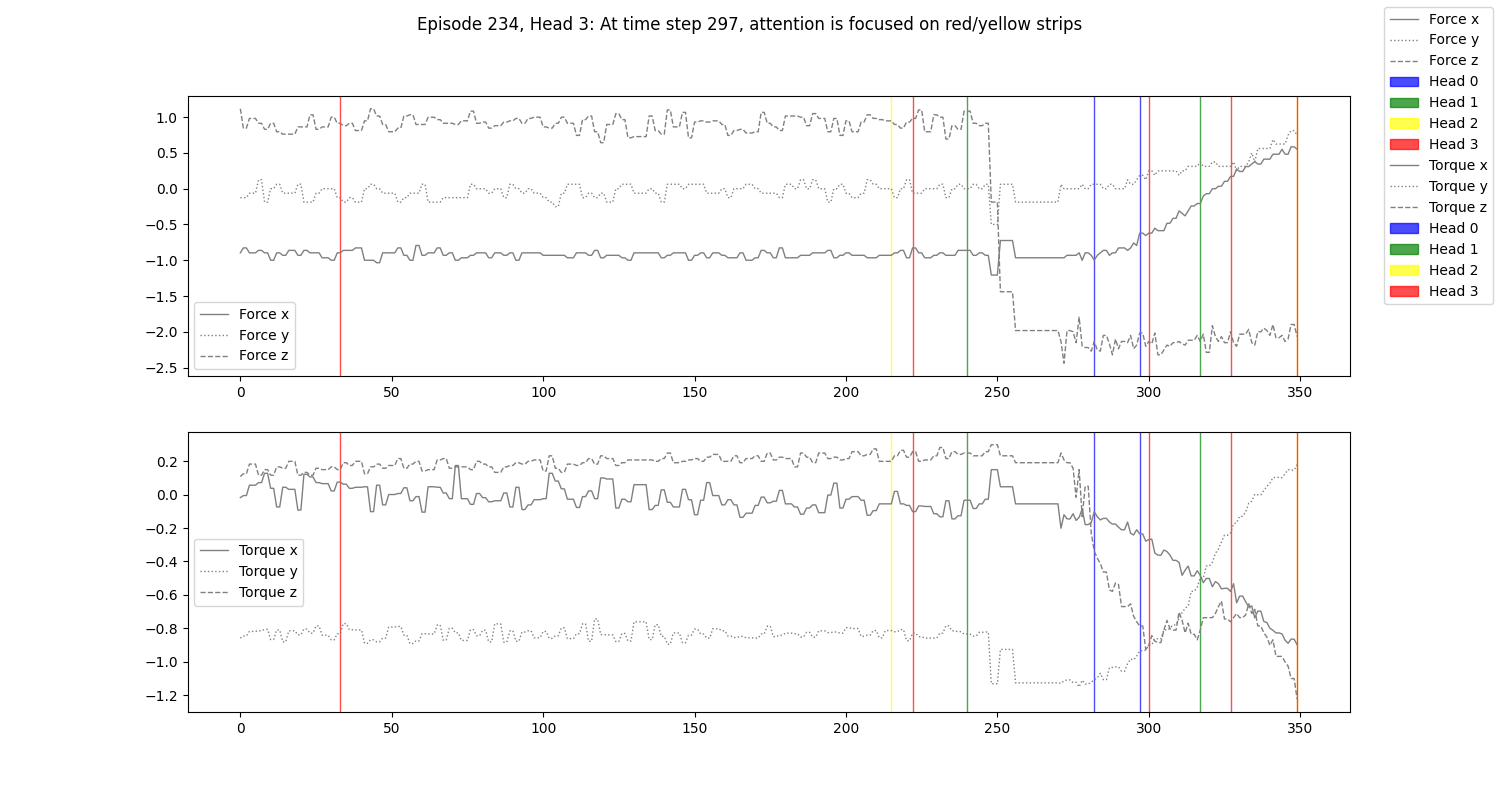 Episode 234, Head 3: At time step 297, attention is focused on red/yellow strips
Force x
Force y
Force z
Head 0
Head 1
Head 2
Head 3
Torque x
Torque y
Torque z
Head 0
Head 1
Head 2
Head 3
1.0
0.5
0.0
−0.5
−1.0
−1.5
−2.0
−2.5
Force x
Force y
Force z
0 50 100 150 200 250 300 350
0.2
0.0
−0.2
−0.4
−0.6
−0.8
−1.0
−1.2
Torque x
Torque y
Torque z
0 50 100 150 200 250 300 350